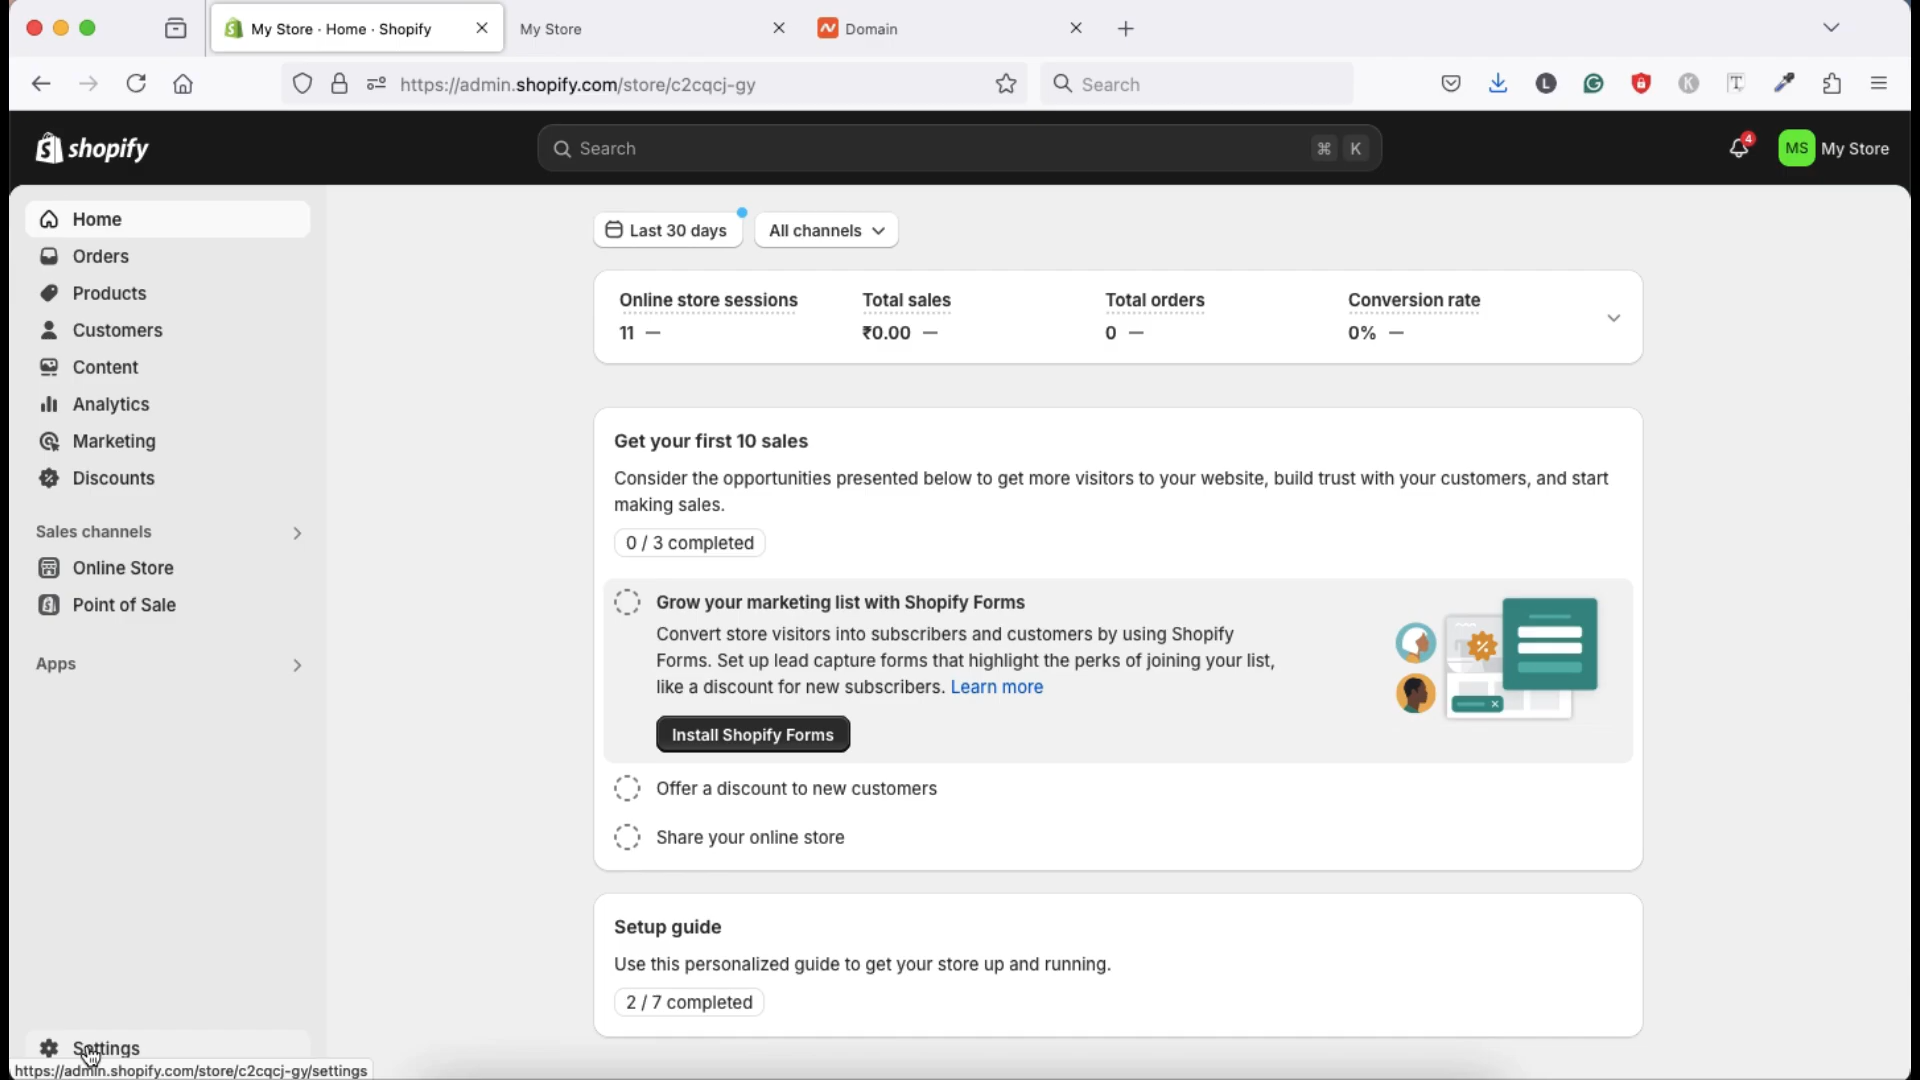 My Store · Home · Shopify
My Store
Domain
https://admin.shopify.com/store/c2cqcj-gy
Search
L
G
K
T
shopify
Search
⌘ K
4
MS
My Store
Home
Orders
Products
Customers
Content
Analytics
Marketing
Discounts
Sales channels
Online Store
Point of Sale
Apps
Settings
https://admin.shopify.com/store/c2cqcj-gy/settings
Last 30 days
All channels
Online store sessions
11 —
Total sales
₹0.00 —
Total orders
0 —
Conversion rate
0% —
Get your first 10 sales
Consider the opportunities presented below to get more visitors to your website, build trust with your customers, and start
making sales.
0 / 3 completed
Grow your marketing list with Shopify Forms
Convert store visitors into subscribers and customers by using Shopify
Forms. Set up lead capture forms that highlight the perks of joining your list,
like a discount for new subscribers. Learn more
Install Shopify Forms
Offer a discount to new customers
Share your online store
Setup guide
Use this personalized guide to get your store up and running.
2 / 7 completed